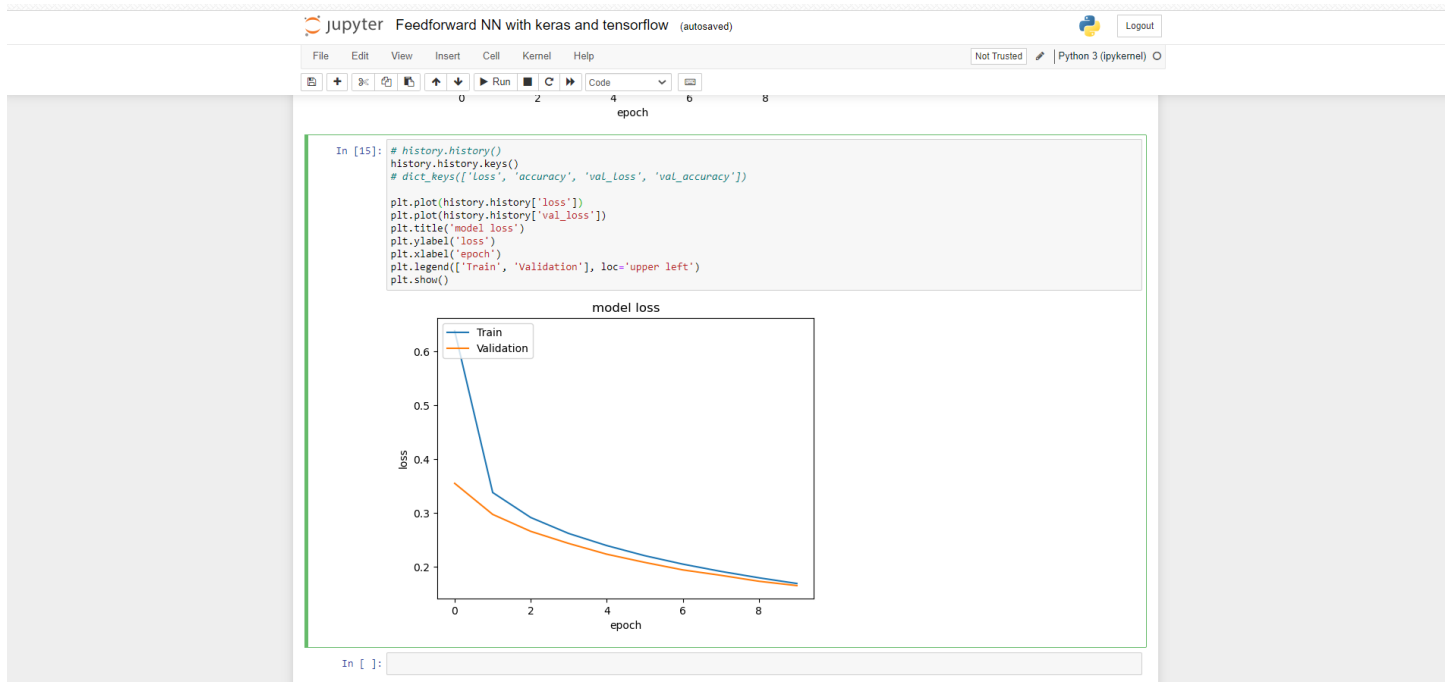 jupyter Feedforward NN with keras and tensorflow (autosaved)
Logout
File Edit View Insert Cell Kernel Help
Not Trusted Python 3 (ipykernel)
Run Code
0 2 4 6 8
epoch
In [15]: # history.history()
history.history.keys()
# dict_keys(['loss', 'accuracy', 'val_loss', 'val_accuracy'])
plt.plot(history.history['loss'])
plt.plot(history.history['val_loss'])
plt.title('model loss')
plt.ylabel('loss')
plt.xlabel('epoch')
plt.legend(['Train', 'Validation'], loc='upper left')
plt.show()
model loss
Train
Validation
0.6
0.5
0.4
0.3
0.2
loss
0 2 4 6 8
epoch
In [ ]: